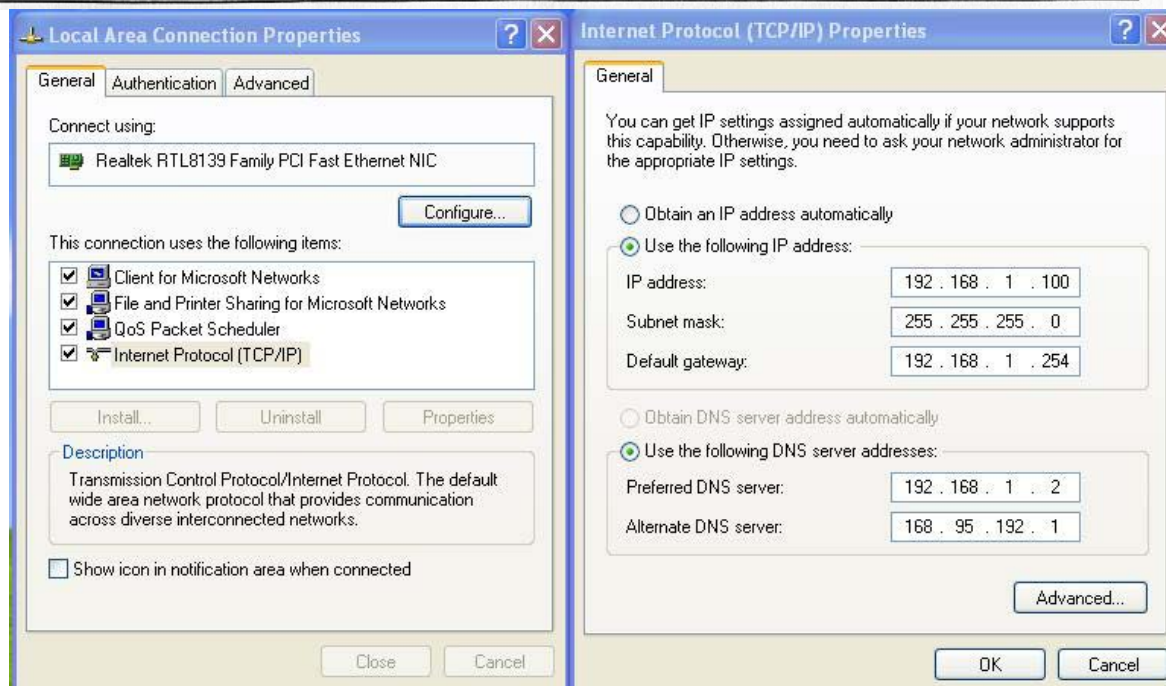 Local Area Connection Properties
General Authentication Advanced
Connect using:
Realtek RTL8139 Family PCI Fast Ethernet NIC
Configure...
This connection uses the following items:
Client for Microsoft Networks
File and Printer Sharing for Microsoft Networks
QoS Packet Scheduler
Internet Protocol (TCP/IP)
Install... Uninstall Properties
Description
Transmission Control Protocol/Internet Protocol. The default
wide area network protocol that provides communication
across diverse interconnected networks.
Show icon in notification area when connected
Close Cancel
Internet Protocol (TCP/IP) Properties
General
You can get IP settings assigned automatically if your network supports
this capability. Otherwise, you need to ask your network administrator for
the appropriate IP settings.
Obtain an IP address automatically
Use the following IP address:
IP address: 192 . 168 . 1 . 100
Subnet mask: 255 . 255 . 255 . 0
Default gateway: 192 . 168 . 1 . 254
Obtain DNS server address automatically
Use the following DNS server addresses:
Preferred DNS server: 192 . 168 . 1 . 2
Alternate DNS server: 168 . 95 . 192 . 1
Advanced...
OK Cancel